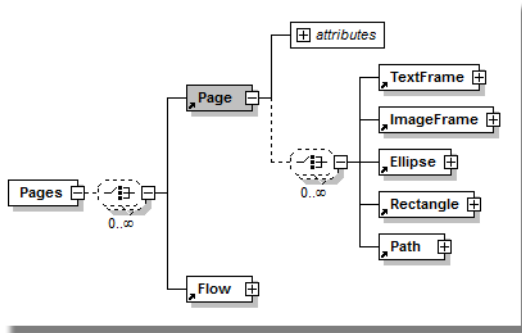 attributes
Page
TextFrame
ImageFrame
Ellipse
Pages
0..∞
0..∞
Rectangle
Path
Flow